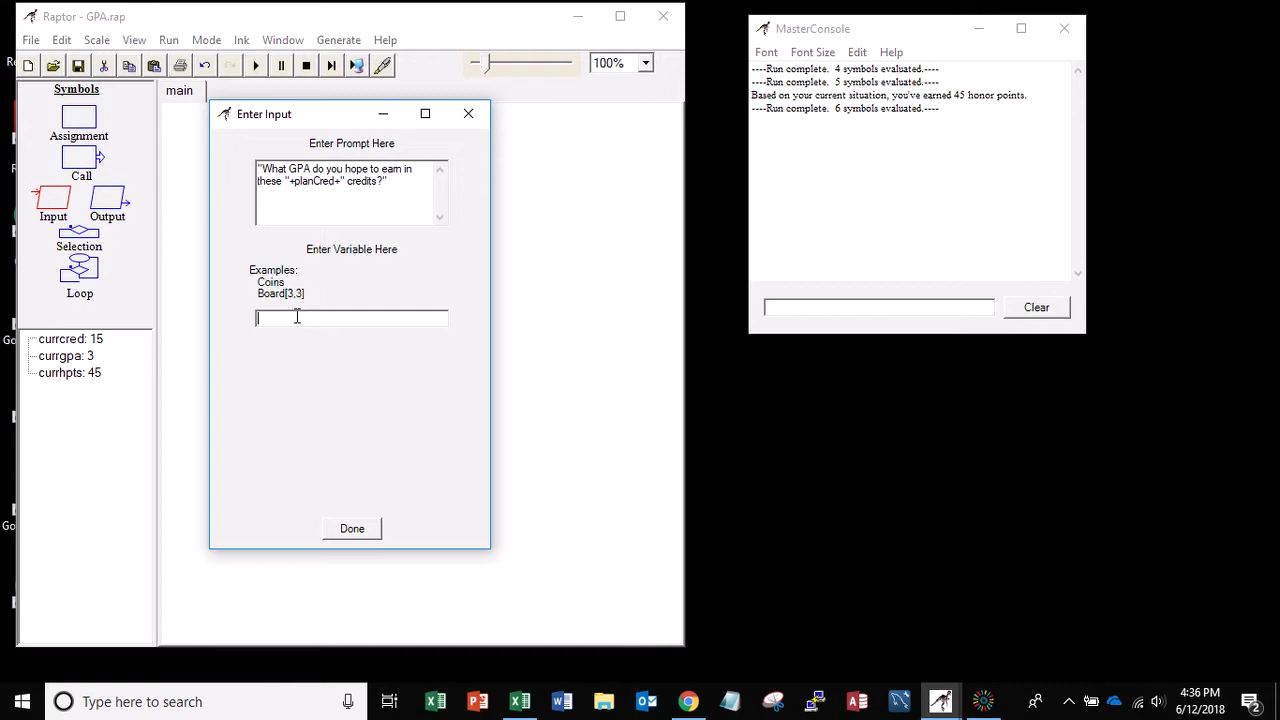 Raptor - GPA.rap
File Edit Scale View Run Mode Ink Window Generate Help
100%
Symbols
main
Assignment
Call
Input Output
Selection
Loop
currcred: 15
currgpa: 3
currhpts: 45
Enter Input
Enter Prompt Here
"What GPA do you hope to earn in
these "+planCred+" credits?"
Enter Variable Here
Examples:
Coins
Board[3,3]
Done
MasterConsole
Font Font Size Edit Help
----Run complete. 4 symbols evaluated.----
----Run complete. 5 symbols evaluated.----
Based on your current situation, you've earned 45 honor points.
----Run complete. 6 symbols evaluated.----
Clear
Type here to search
4:36 PM
6/12/2018
2